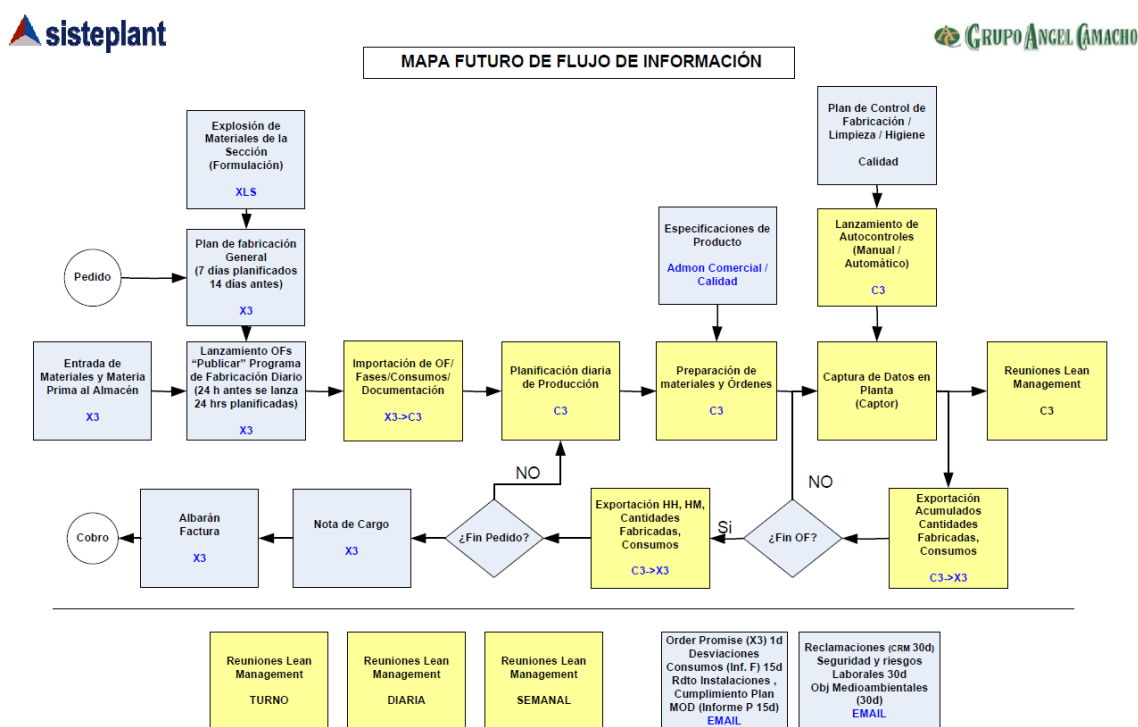 sisteplant
GRUPO ANGEL CAMACHO
MAPA FUTURO DE FLUJO DE INFORMACIÓN
Explosión de
Materiales de la
Sección
(Formulación)
XLS
Plan de Control de
Fabricación /
Limpieza / Higiene
Calidad
Pedido
Plan de fabricación
General
(7 días planificados
14 días antes)
X3
Especificaciones de
Producto
Admon Comercial /
Calidad
Lanzamiento de
Autocontroles
(Manual /
Automático)
C3
Entrada de
Materiales y Materia
Prima al Almacén
X3
Lanzamiento OFs
“Publicar” Programa
de Fabricación Diario
(24 h antes se lanza
24 hrs planificadas)
X3
Importación de OF/
Fases/Consumos/
Documentación
X3->C3
Planificación diaria
de Producción
C3
Preparación de
materiales y Órdenes
C3
Captura de Datos en
Planta
(Captor)
Reuniones Lean
Management
C3
NO
NO
Cobro
Albarán
Factura
X3
Nota de Cargo
X3
¿Fin Pedido?
Exportación HH, HM,
Cantidades
Fabricadas,
Consumos
C3->X3
Si
¿Fin OF?
Exportación
Acumulados
Cantidades
Fabricadas,
Consumos
C3->X3
Reuniones Lean
Management
TURNO
Reuniones Lean
Management
DIARIA
Reuniones Lean
Management
SEMANAL
Order Promise (X3) 1d
Desviaciones
Consumos (Inf. F) 15d
Rdto Instalaciones ,
Cumplimiento Plan
MOD (Informe P 15d)
EMAIL
Reclamaciones (CRM 30d)
Seguridad y riesgos
Laborales 30d
Obj Medioambientales
(30d)
EMAIL